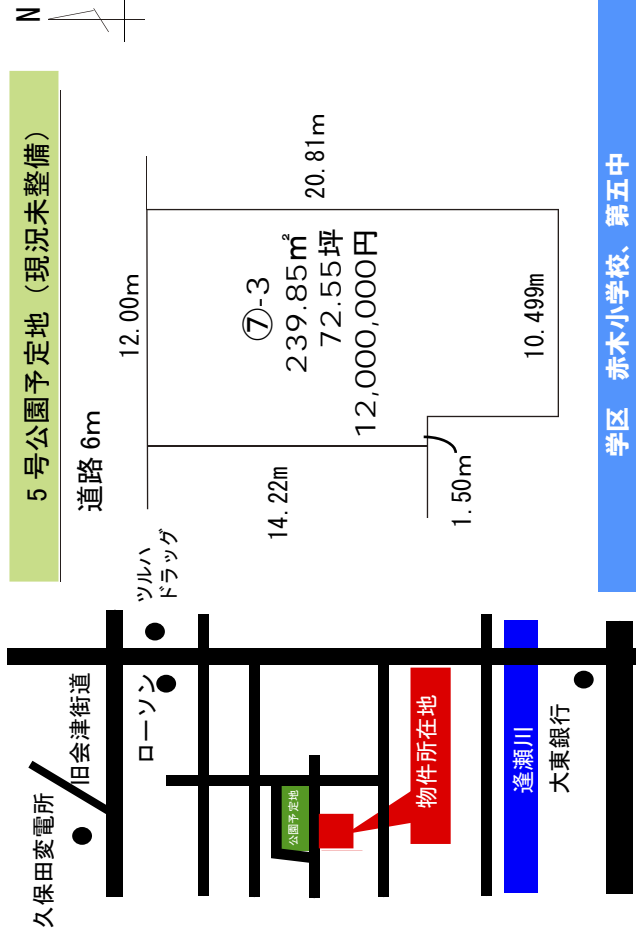 N
5号公園予定地（現況未整備）
道路 6m
12.00m
20.81m
⑦-3
239.85㎡
72.55坪
12,000,000円
14.22m
1.50m
10.499m
学区 赤木小学校、第五中
久保田変電所
旧会津街道
ローソン
ツルハ
ドラッグ
公園予定地
物件所在地
逢瀬川
大東銀行